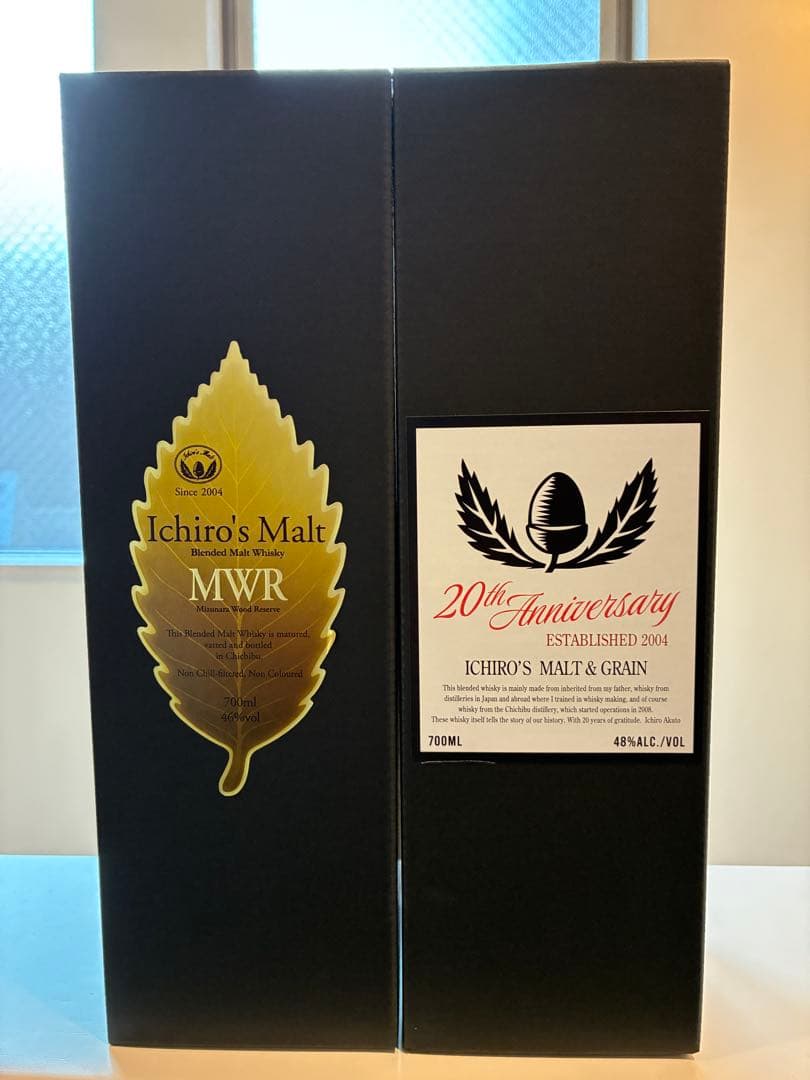 Ichiro's Malt
Since 2004
Ichiro's Malt
Blended Malt Whisky
MWR
Mizunara Wood Reserve
This Blended Malt Whisky is matured,
vatted and bottled
in Chichibu.
Non Chill-filtered, Non Coloured
700ml
46%vol
20th Anniversary
ESTABLISHED 2004
ICHIRO'S MALT & GRAIN
This blended whisky is mainly made from inherited from my father, whisky from
distilleries in Japan and abroad where I trained in whisky making, and of course
whisky from the Chichibu distillery, which started operations in 2008.
These whisky itself tells the story of our history. With 20 years of gratitude. Ichiro Akuto
700ML
48%ALC./VOL